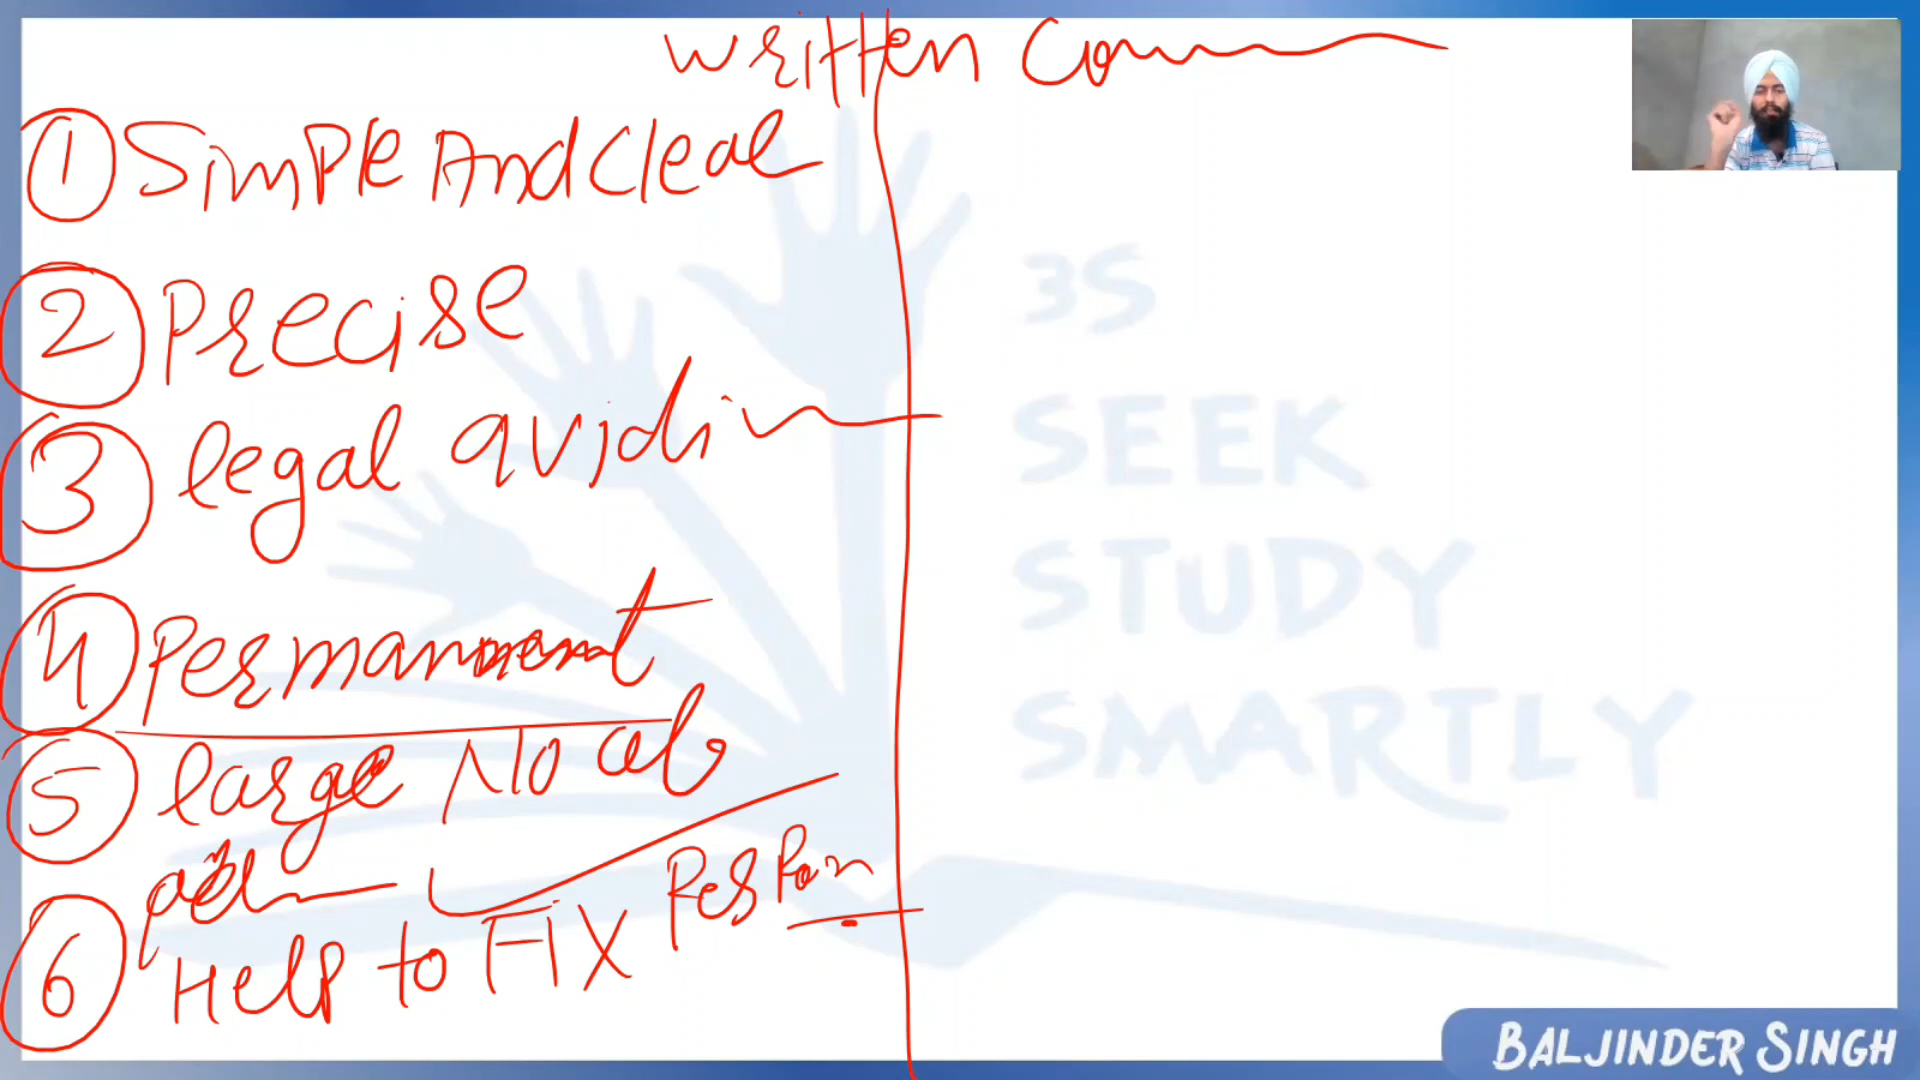 Written Com
① Simple And Clear
② Precise
③ legal
④ Permanent
⑤ large No of
⑥ Help to Fix Respon
3S
SEEK
STUDY
SMARTLY
BALJINDER SINGH